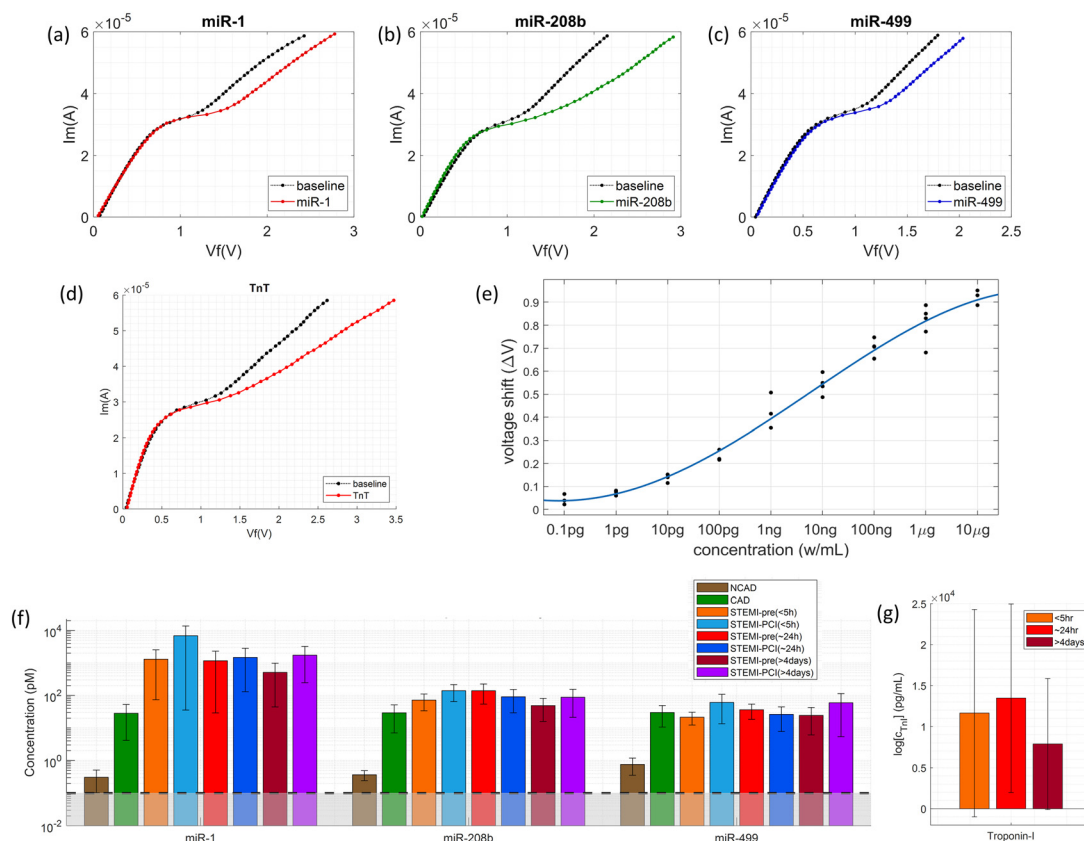 (a)
miR-1
6 ×10⁻⁵
4
2
0
Im(A)
0 1 2 3
Vf(V)
baseline
miR-1
(b)
miR-208b
6 ×10⁻⁵
4
2
0
Im(A)
0 1 2 3
Vf(V)
baseline
miR-208b
(c)
miR-499
6 ×10⁻⁵
4
2
0
Im(A)
0 0.5 1 1.5 2 2.5
Vf(V)
baseline
miR-499
(d)
TnT
6 ×10⁻⁵
5
4
3
2
1
0
Im(A)
0 0.5 1 1.5 2 2.5 3 3.5
Vf(V)
baseline
TnT
(e)
0.9
0.8
0.7
0.6
0.5
0.4
0.3
0.2
0.1
0
voltage shift (ΔV)
0.1pg 1pg 10pg 100pg 1ng 10ng 100ng 1μg 10μg
concentration (w/mL)
(f)
NCAD
CAD
STEMI-pre(<5h)
STEMI-PCI(<5h)
STEMI-pre(~24h)
STEMI-PCI(~24h)
STEMI-pre(>4days)
STEMI-PCI(>4days)
10⁴
10²
10⁰
10⁻²
Concentration (pM)
miR-1 miR-208b miR-499
(g)
2.5 ×10⁴
2
1.5
1
0.5
0
log[c_TnI] (pg/mL)
<5hr
~24hr
>4days
Troponin-I